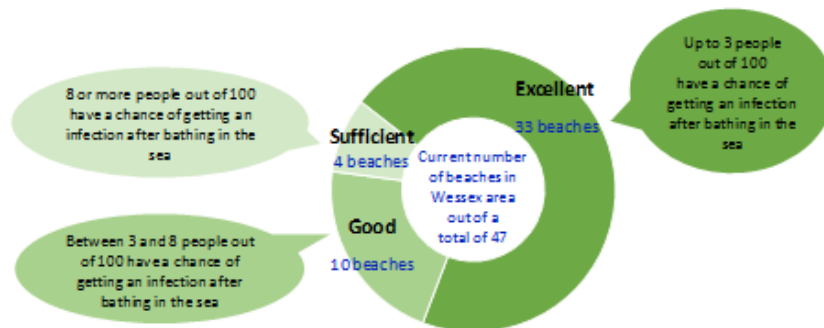 Up to 3 people
out of 100
have a chance of
getting an infection
after bathing in the
sea
Excellent
33 beaches
8 or more people out of 100
have a chance of getting an
infection after bathing in the
sea
Sufficient
4 beaches
Current number
of beaches in
Wessex area
out of a
total of 47
Good
10 beaches
Between 3 and 8 people out
of 100 have a chance of
getting an infection after
bathing in the sea